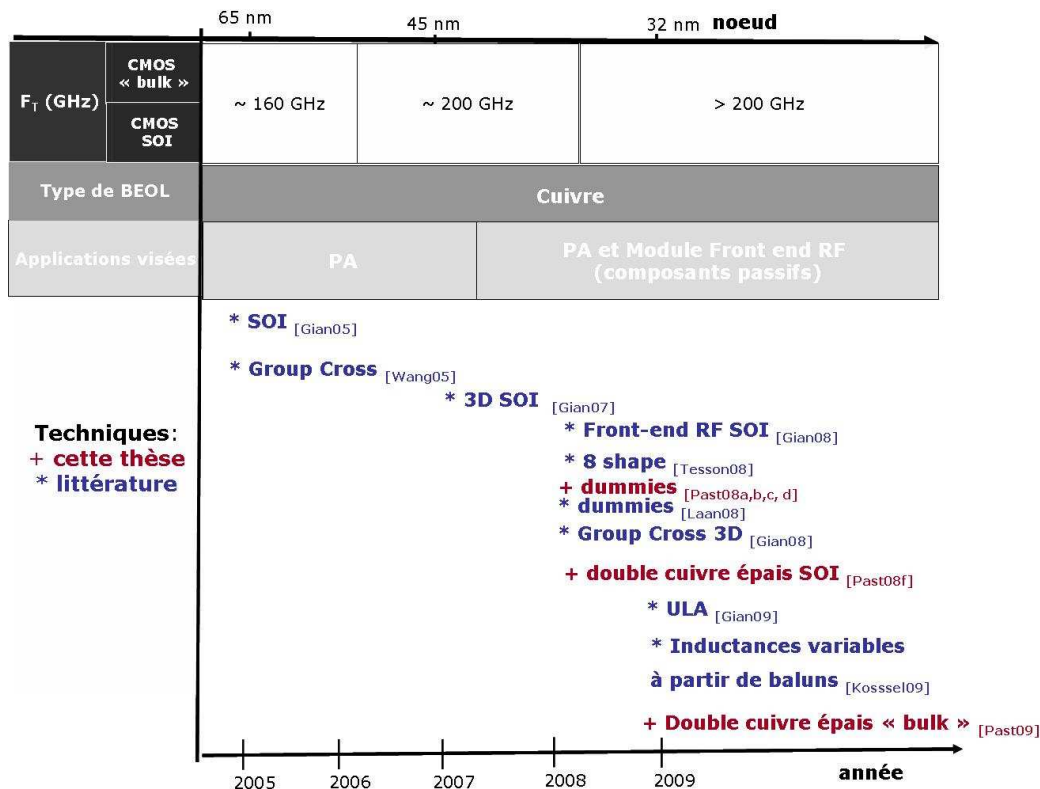 65 nm
45 nm
32 nm noeud
F_T (GHz)
CMOS
« bulk »
CMOS
SOI
~ 160 GHz
~ 200 GHz
> 200 GHz
Type de BEOL
Cuivre
Applications visées
PA
PA et Module Front end RF
(composants passifs)
* SOI [Gian05]
* Group Cross [Wang05]
* 3D SOI [Gian07]
* Front-end RF SOI [Gian08]
* 8 shape [Tesson08]
+ dummies [Past08a,b,c, d]
* dummies [Laan08]
* Group Cross 3D [Gian08]
+ double cuivre épais SOI [Past08f]
* ULA [Gian09]
* Inductances variables
à partir de baluns [Kosssel09]
+ Double cuivre épais « bulk » [Past09]
Techniques:
+ cette thèse
* littérature
2005
2006
2007
2008
2009
année